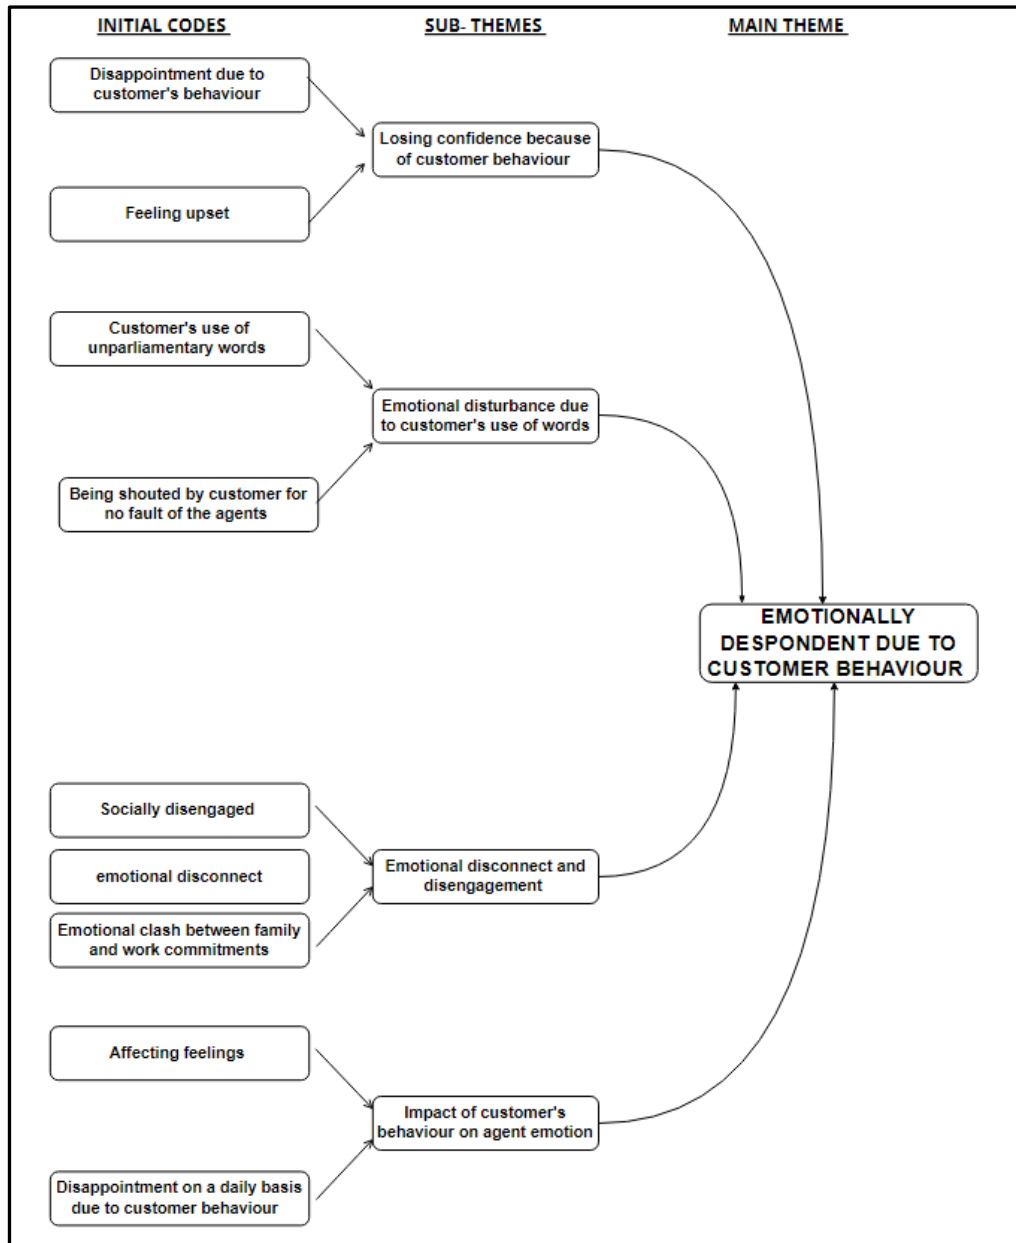 INITIAL CODES
SUB- THEMES
MAIN THEME
Disappointment due to
customer's behaviour
Losing confidence because
of customer behaviour
Feeling upset
Customer's use of
unparliamentary words
Emotional disturbance due
to customer's use of words
Being shouted by customer for
no fault of the agents
EMOTIONALLY
DESPONDENT DUE TO
CUSTOMER BEHAVIOUR
Socially disengaged
emotional disconnect
Emotional disconnect and
disengagement
Emotional clash between family
and work commitments
Affecting feelings
Impact of customer's
behaviour on agent emotion
Disappointment on a daily basis
due to customer behaviour